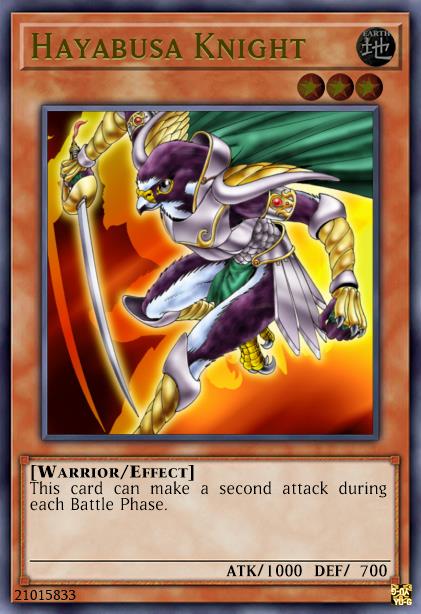 Hayabusa Knight
EARTH
地
[Warrior/Effect]
This card can make a second attack during
each Battle Phase.
ATK/1000 DEF/ 700
21015833